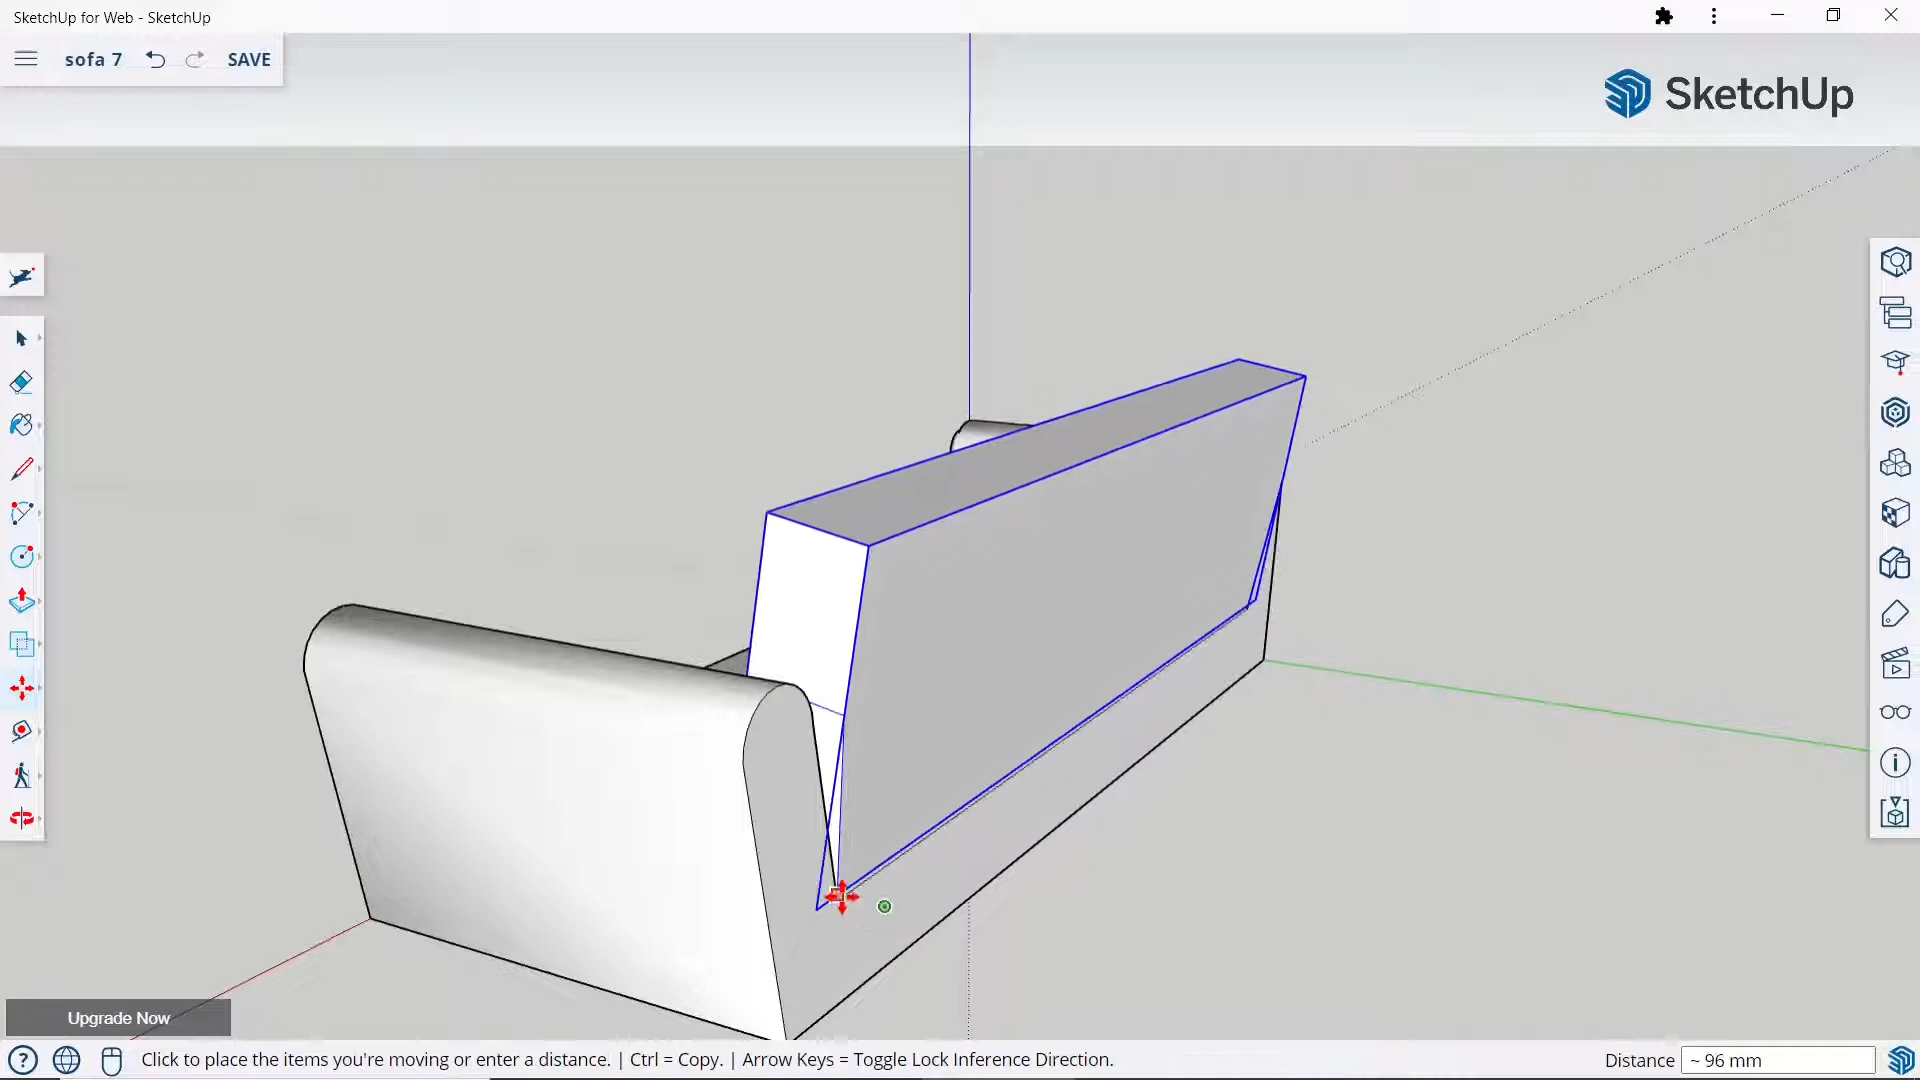 SketchUp for Web - SketchUp
sofa 7
SAVE
SketchUp
Upgrade Now
Click to place the items you're moving or enter a distance. | Ctrl = Copy. | Arrow Keys = Toggle Lock Inference Direction.
Distance ~ 96 mm